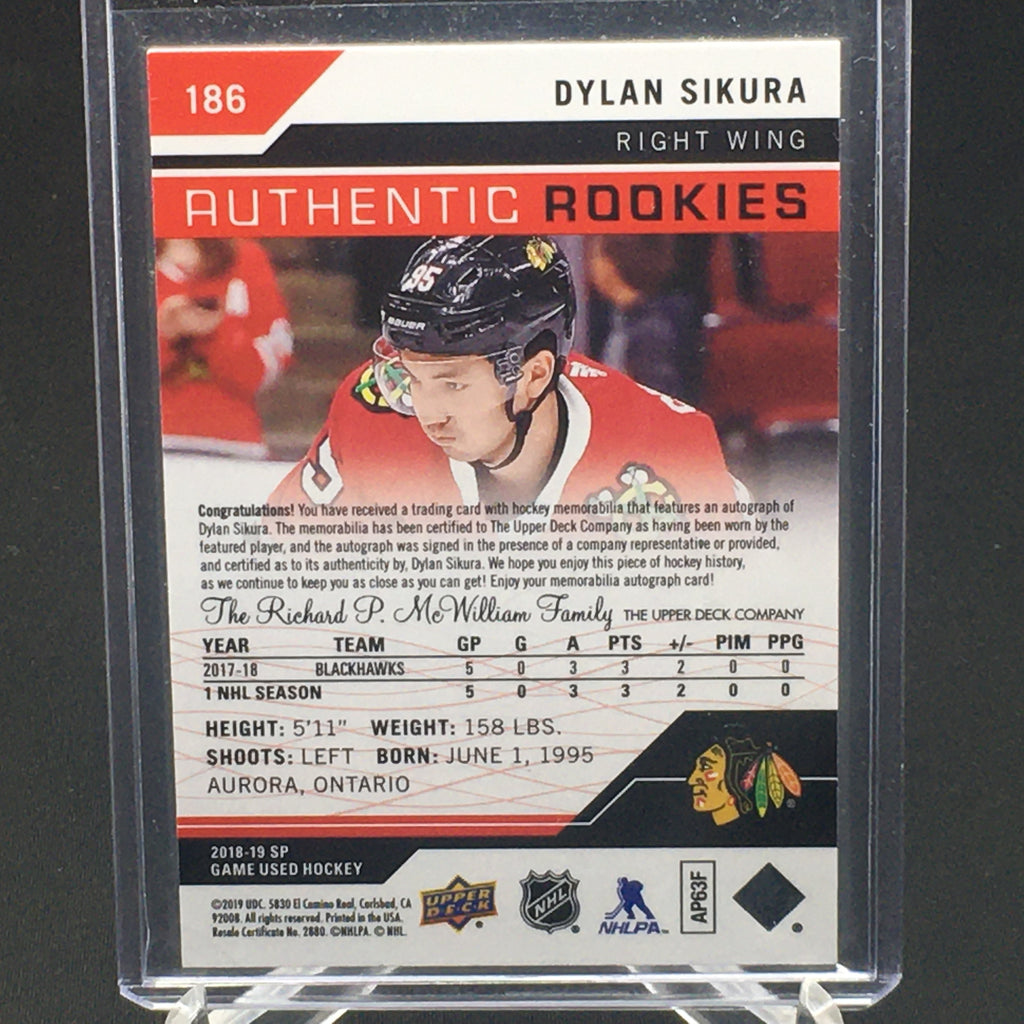 186
DYLAN SIKURA
RIGHT WING
AUTHENTIC ROOKIES
95
BAUER
Congratulations! You have received a trading card with hockey memorabilia that features an autograph of
Dylan Sikura. The memorabilia has been certified to The Upper Deck Company as having been worn by the
featured player, and the autograph was signed in the presence of a company representative or provided,
and certified as to its authenticity by, Dylan Sikura. We hope you enjoy this piece of hockey history,
as we continue to keep you as close as you can get! Enjoy your memorabilia autograph card!
The Richard P. McWilliam Family THE UPPER DECK COMPANY
YEAR TEAM GP G A PTS +/- PIM PPG
2017-18 BLACKHAWKS 5 0 3 3 2 0 0
1 NHL SEASON 5 0 3 3 2 0 0
HEIGHT: 5'11" WEIGHT: 158 LBS.
SHOOTS: LEFT BORN: JUNE 1, 1995
AURORA, ONTARIO
2018-19 SP
GAME USED HOCKEY
©2019 UDC. 5830 El Camino Real, Carlsbad, CA
92008. All rights reserved. Printed in the USA.
Resale Certificate No. 2880. ©NHLPA. © NHL.
UPPER
DECK
NHL
NHLPA
AP63F